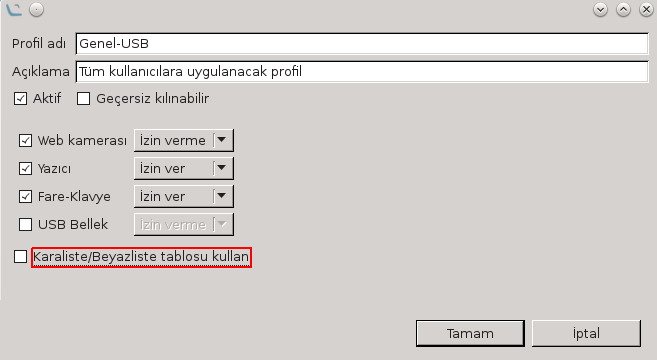 Profil adı Genel-USB
Açıklama Tüm kullanıcılara uygulanacak profil
Aktif Geçersiz kılınabilir
Web kamerası İzin verme
Yazıcı İzin ver
Fare-Klavye İzin ver
USB Bellek İzin verme
Karaliste/Beyazliste tablosu kullan
Tamam İptal